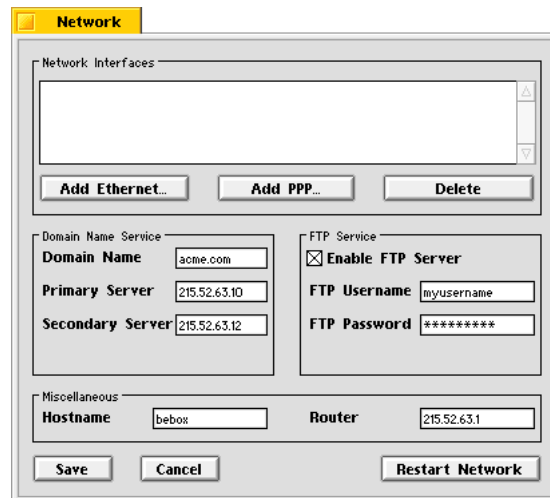 Network
Network Interfaces
Add Ethernet... Add PPP... Delete
Domain Name Service
Domain Name acme.com
Primary Server 215.52.63.10
Secondary Server 215.52.63.12
FTP Service
Enable FTP Server
FTP Username myusername
FTP Password *********
Miscellaneous
Hostname bebox Router 215.52.63.1
Save Cancel Restart Network